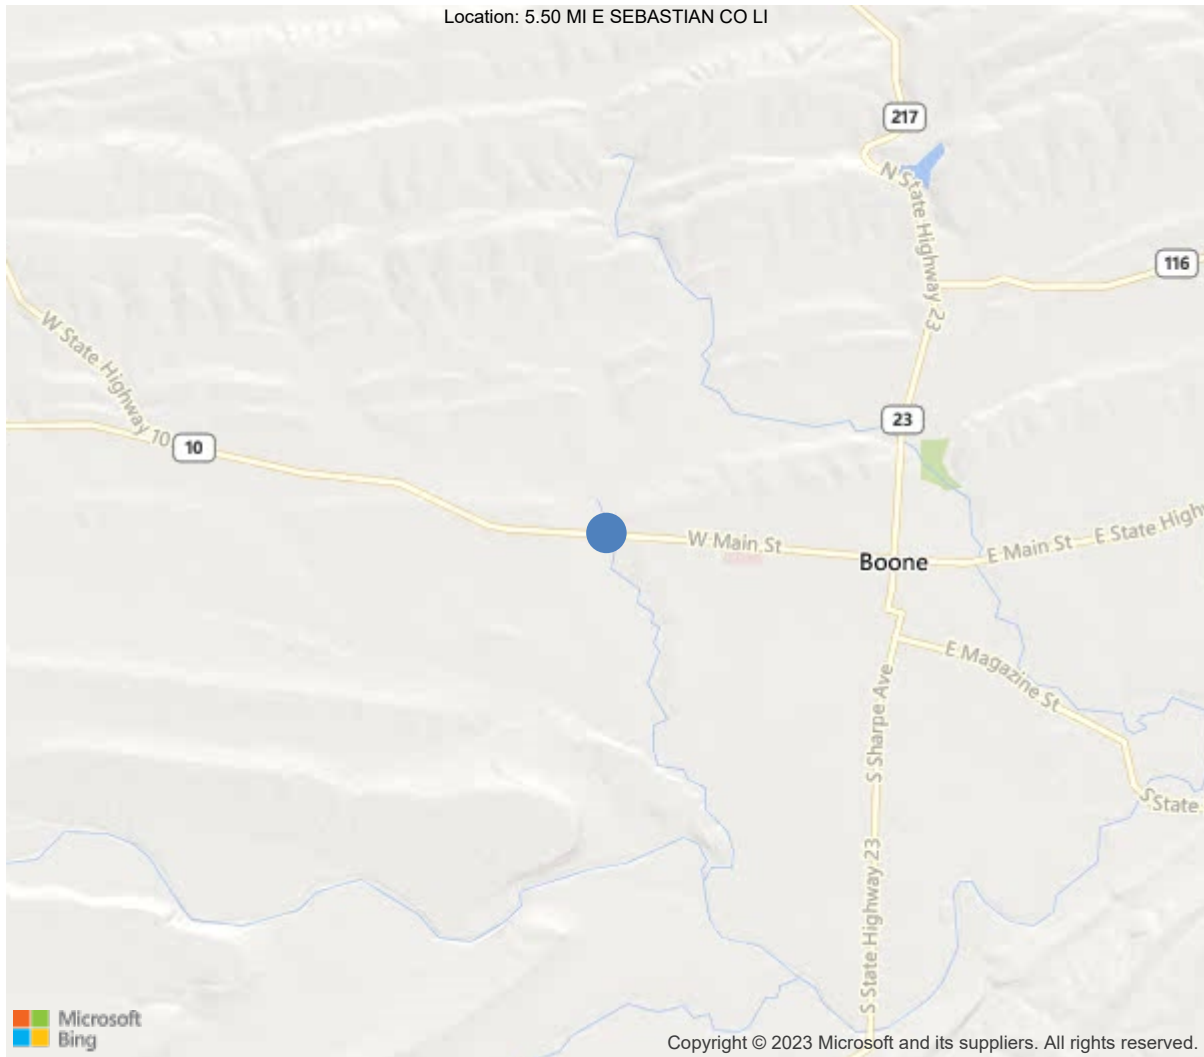 Location: 5.50 MI E SEBASTIAN CO LI
217
N State Highway 23
116
W State Highway 10
10
23
W Main St
Boone
E Main St
E State High
E Magazine St
S Sharpe Ave
S State
S State Highway 23
Microsoft
Bing
Copyright © 2023 Microsoft and its suppliers. All rights reserved.